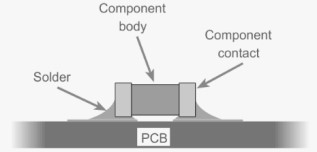 Component
body
Component
contact
Solder
PCB